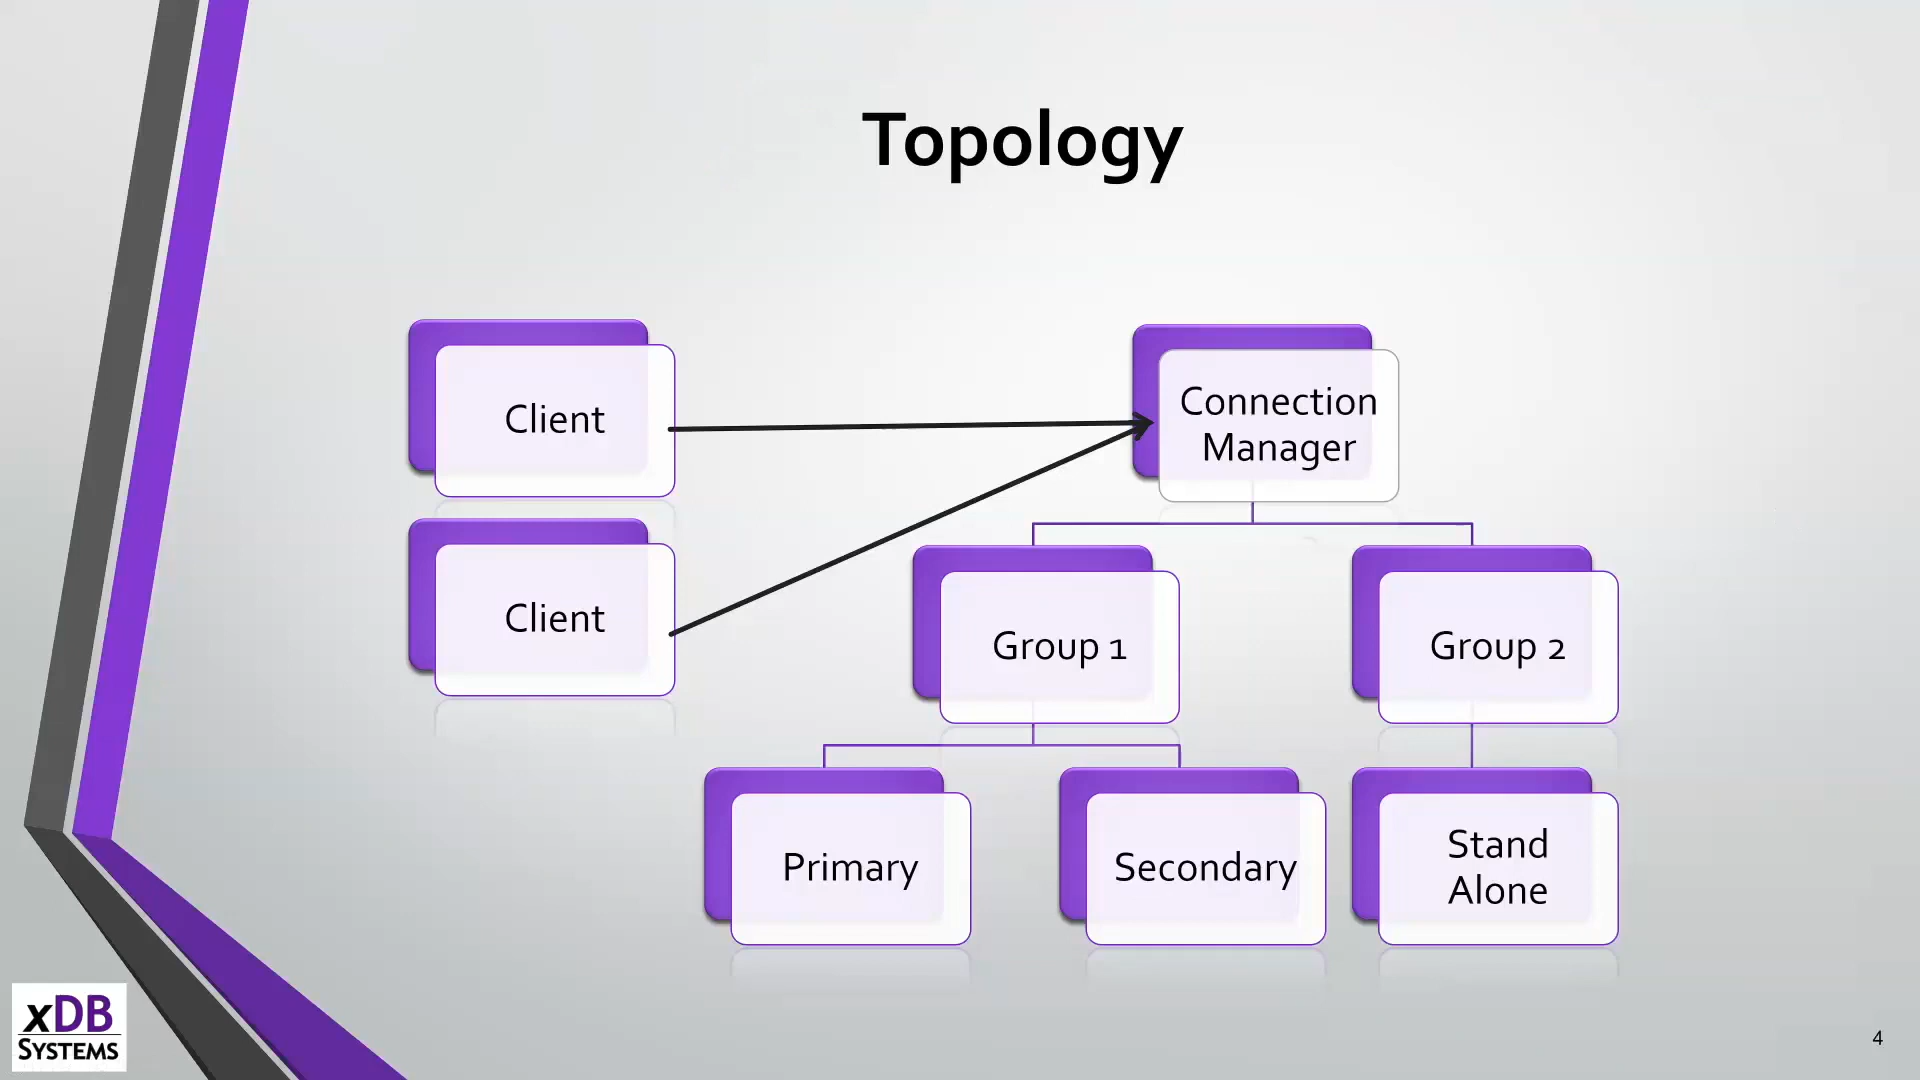 Topology
Client
Connection
Manager
Client
Group 1
Group 2
Primary
Secondary
Stand
Alone
xDB
SYSTEMS
4